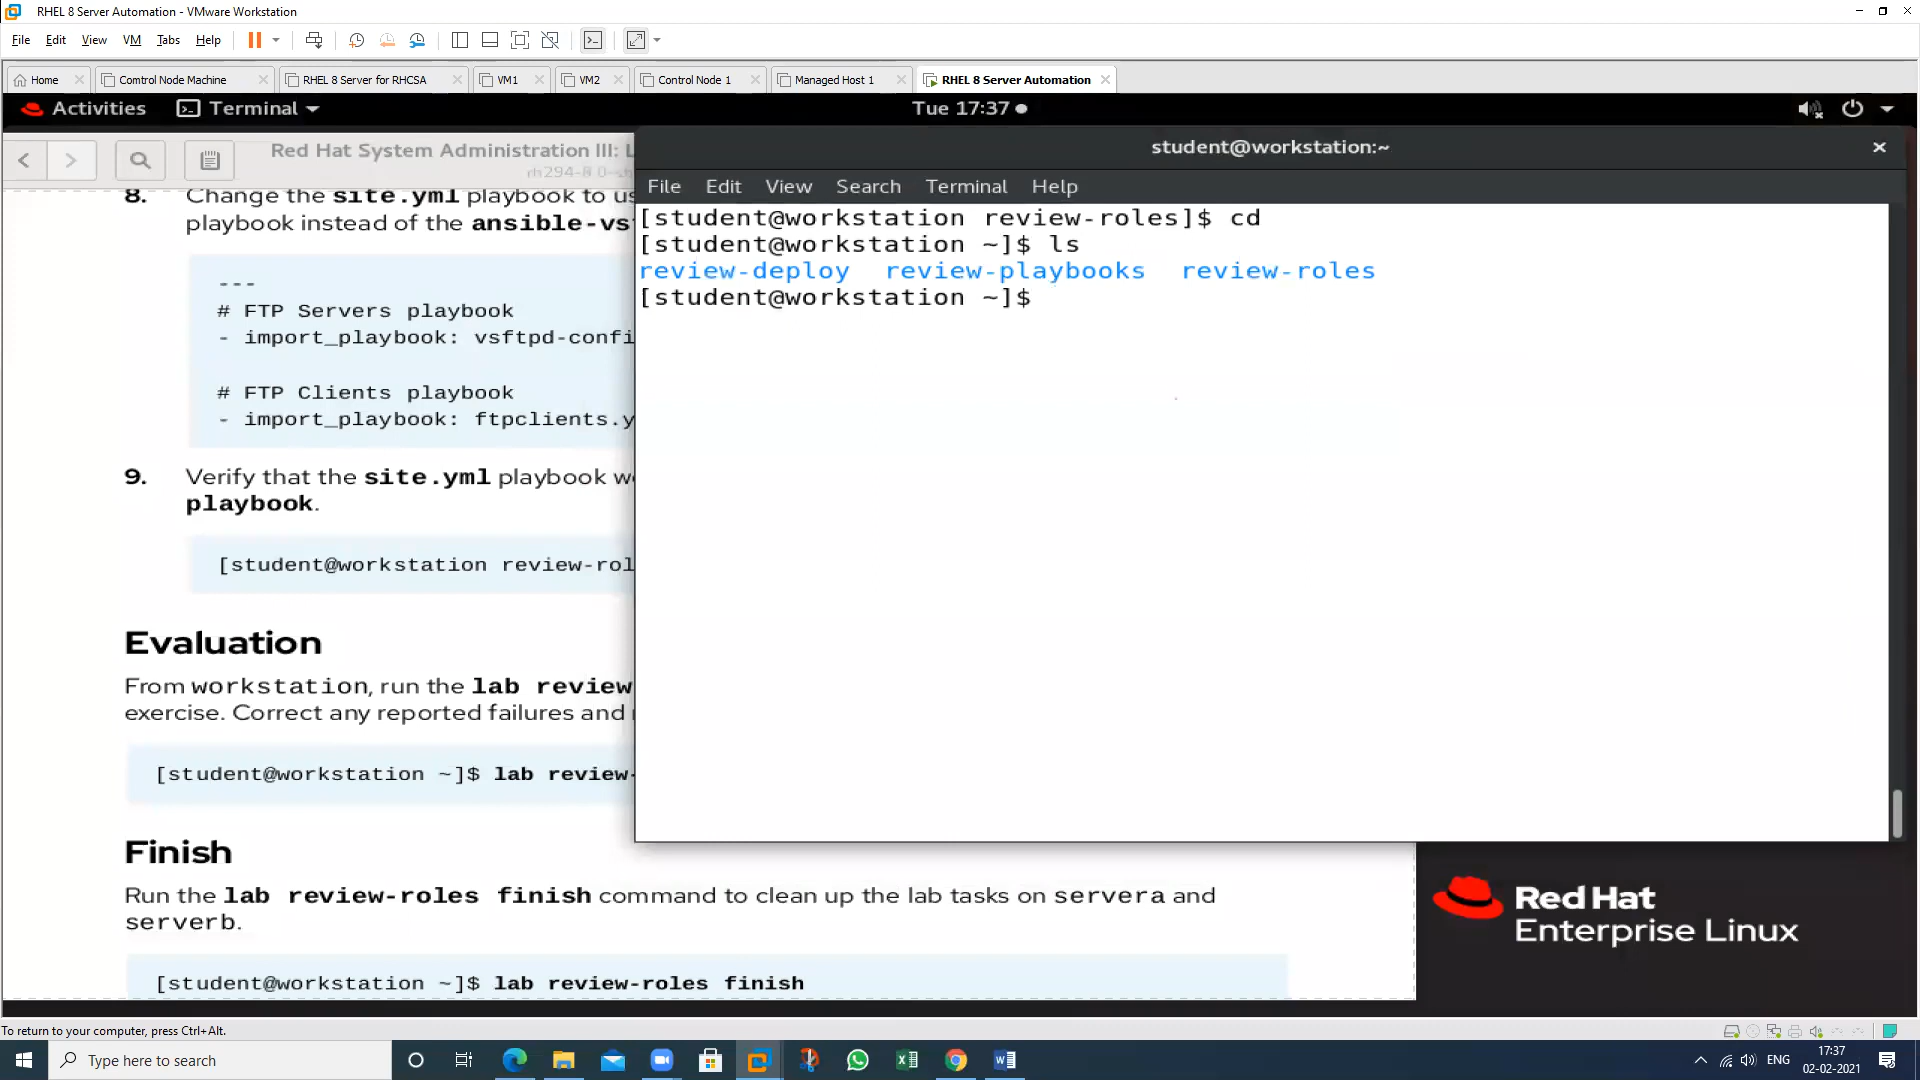 RHEL 8 Server Automation - VMware Workstation
File Edit View VM Tabs Help
Home
Comtrol Node Machine
RHEL 8 Server for RHCSA
VM1
VM2
Control Node 1
Managed Host 1
RHEL 8 Server Automation
Activities Terminal Tue 17:37
Red Hat System Administration III: L
student@workstation:~
File Edit View Search Terminal Help
[student@workstation review-roles]$ cd
[student@workstation ~]$ ls
review-deploy review-playbooks review-roles
[student@workstation ~]$
8. Change the site.yml playbook to us
playbook instead of the ansible-vs
---
# FTP Servers playbook
- import_playbook: vsftpd-confi
# FTP Clients playbook
- import_playbook: ftpclients.y
9. Verify that the site.yml playbook w
playbook.
[student@workstation review-rol
Evaluation
From workstation, run the lab review
exercise. Correct any reported failures and
[student@workstation ~]$ lab review-
Finish
Run the lab review-roles finish command to clean up the lab tasks on servera and
serverb.
[student@workstation ~]$ lab review-roles finish
Red Hat
Enterprise Linux
To return to your computer, press Ctrl+Alt.
Type here to search
ENG
17:37
02-02-2021